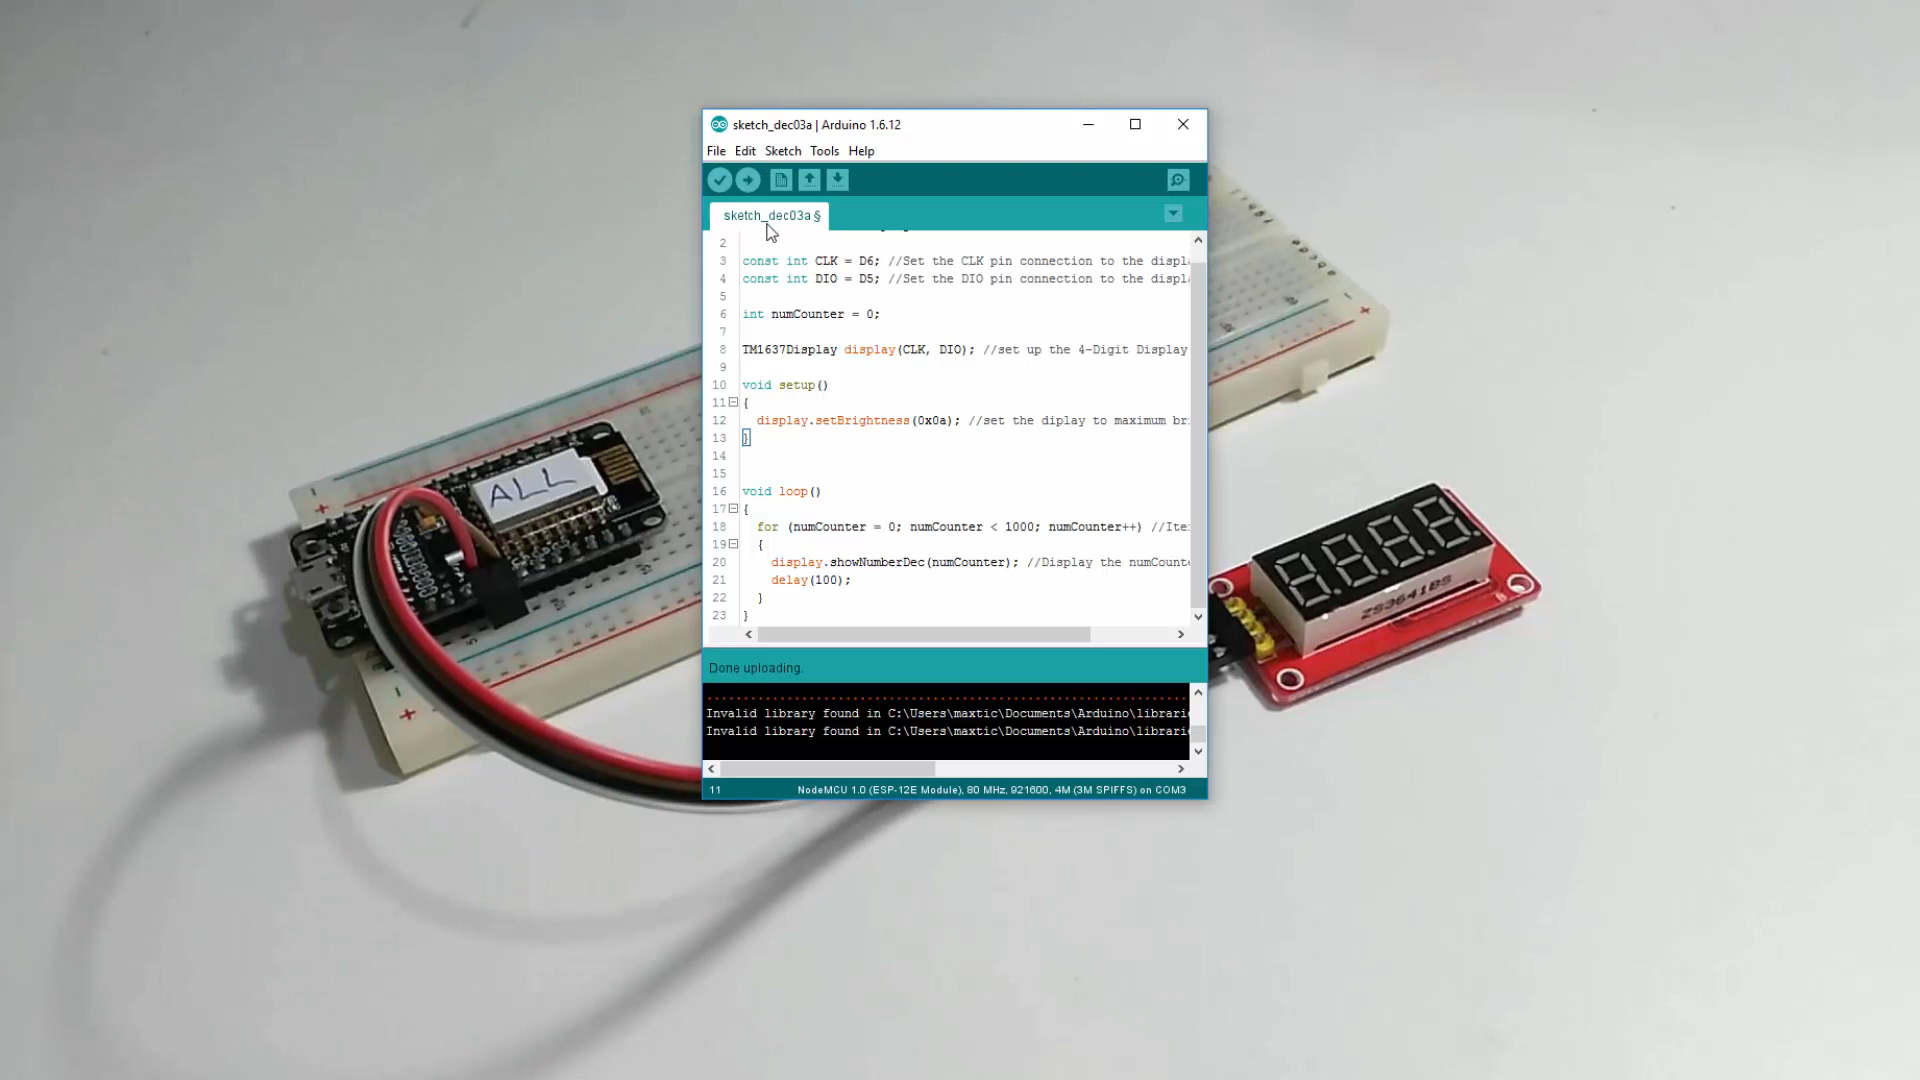 sketch_dec03a | Arduino 1.6.12
File Edit Sketch Tools Help
sketch_dec03a §
2
3 const int CLK = D6; //Set the CLK pin connection to the displ
4 const int DIO = D5; //Set the DIO pin connection to the displ
5
6 int numCounter = 0;
7
8 TM1637Display display(CLK, DIO); //set up the 4-Digit Display
9
10 void setup()
11 {
12 display.setBrightness(0x0a); //set the diplay to maximum br
13 }
14
15
16 void loop()
17 {
18 for (numCounter = 0; numCounter < 1000; numCounter++) //Ite
19 {
20 display.showNumberDec(numCounter); //Display the numCount
21 delay(100);
22 }
23 }
Done uploading.
Invalid library found in C:\Users\maxtic\Documents\Arduino\librari
Invalid library found in C:\Users\maxtic\Documents\Arduino\librari
11 NodeMCU 1.0 (ESP-12E Module), 80 MHz, 921600, 4M (3M SPIFFS) on COM3
ALL
ZS3641BS